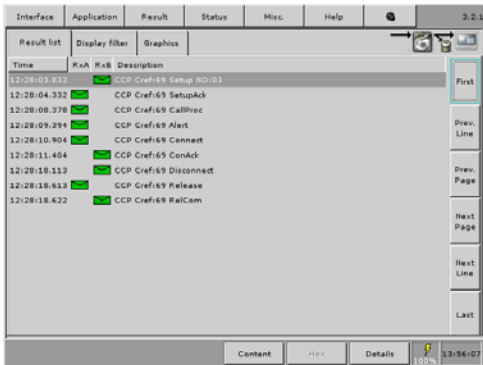 Interface Application Result Status Misc. Help 3.2.1
Result list Display filter Graphics
Time RxA RxB Description
12:28:03.832 CCP Cref:69 Setup NO:03
12:28:04.332 CCP Cref:69 SetupAck
12:28:08.378 CCP Cref:69 CallProc
12:28:09.394 CCP Cref:69 Alert
12:28:10.904 CCP Cref:69 Connect
12:28:11.404 CCP Cref:69 ConAck
12:28:18.113 CCP Cref:69 Disconnect
12:28:18.613 CCP Cref:69 Release
12:28:18.622 CCP Cref:69 RelCom
First
Prev.
Line
Prev.
Page
Next
Page
Next
Line
Last
Content Hex Details 100% 13:56:07